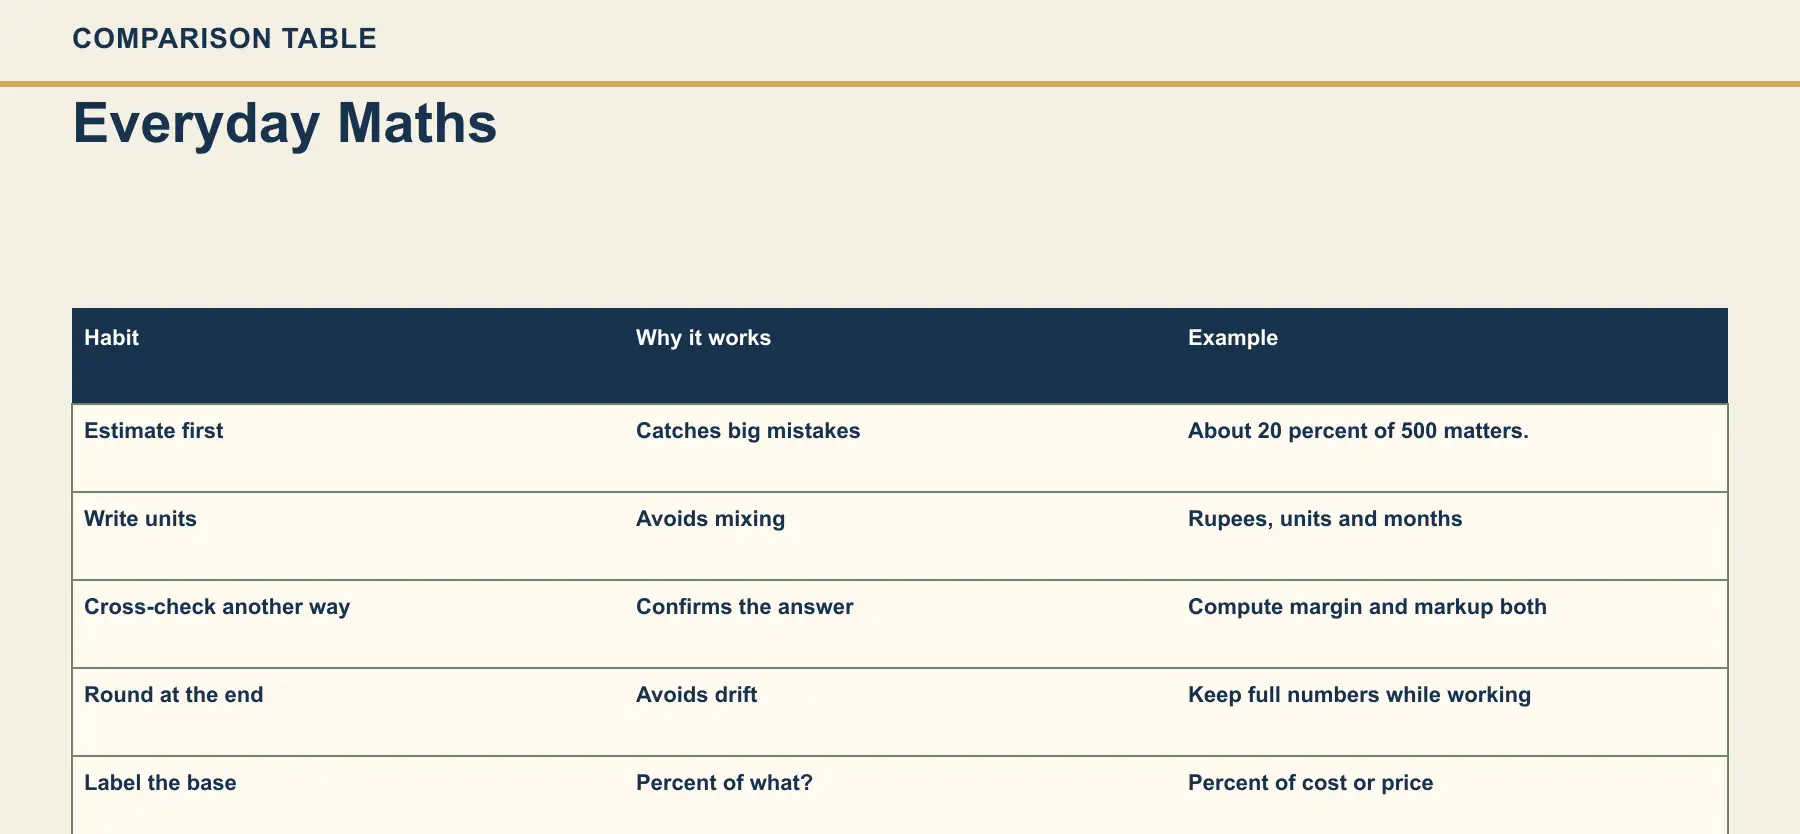 COMPARISON TABLE
Everyday Maths
Habit Why it works Example
Estimate first Catches big mistakes About 20 percent of 500 matters.
Write units Avoids mixing Rupees, units and months
Cross-check another way Confirms the answer Compute margin and markup both
Round at the end Avoids drift Keep full numbers while working
Label the base Percent of what? Percent of cost or price